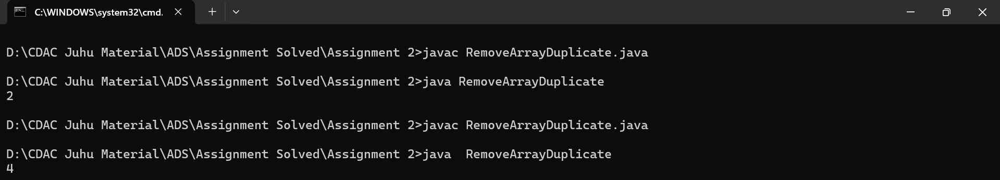 C:\WINDOWS\system32\cmd.
D:\CDAC Juhu Material\ADS\Assignment Solved\Assignment 2>javac RemoveArrayDuplicate.java
D:\CDAC Juhu Material\ADS\Assignment Solved\Assignment 2>java RemoveArrayDuplicate
2
D:\CDAC Juhu Material\ADS\Assignment Solved\Assignment 2>javac RemoveArrayDuplicate.java
D:\CDAC Juhu Material\ADS\Assignment Solved\Assignment 2>java  RemoveArrayDuplicate
4